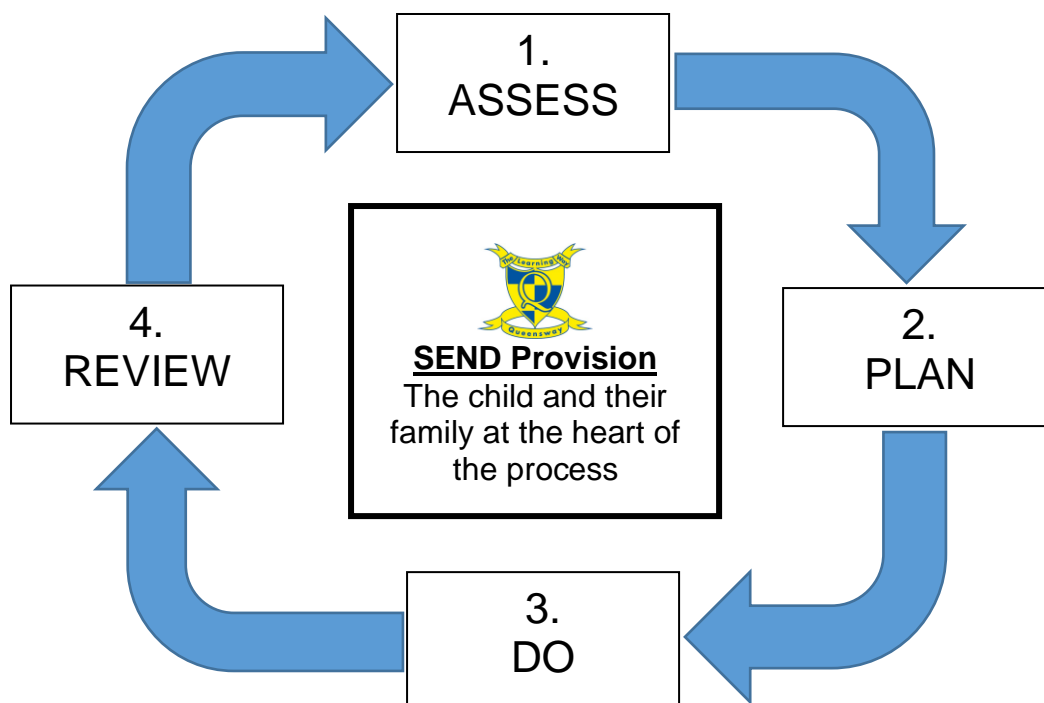 1.
ASSESS
2.
PLAN
3.
DO
4.
REVIEW
The Learning Way
Q
Queensway
SEND Provision
The child and their
family at the heart of
the process